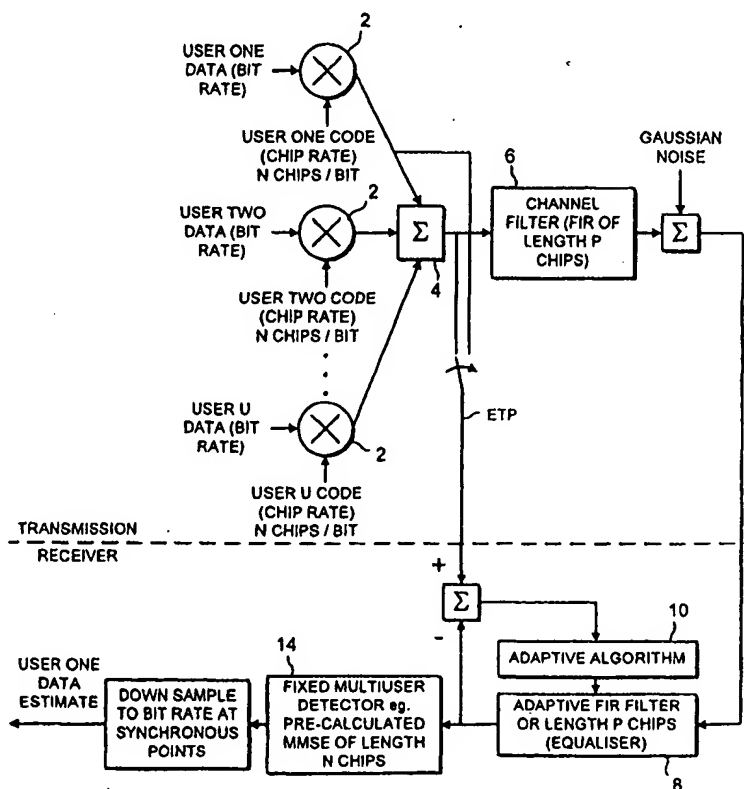 2
USER ONE
DATA (BIT
RATE)
USER ONE CODE
(CHIP RATE)
N CHIPS / BIT
GAUSSIAN
NOISE
6
2
USER TWO
DATA (BIT
RATE)
Σ
4
CHANNEL
FILTER (FIR OF
LENGTH P
CHIPS)
Σ
USER TWO CODE
(CHIP RATE)
N CHIPS / BIT
ETP
USER U
DATA (BIT
RATE)
2
USER U CODE
(CHIP RATE)
N CHIPS / BIT
TRANSMISSION
RECEIVER
+
Σ
-
10
ADAPTIVE ALGORITHM
14
USER ONE
DATA
ESTIMATE
DOWN SAMPLE
TO BIT RATE AT
SYNCHRONOUS
POINTS
FIXED MULTIUSER
DETECTOR eg.
PRE-CALCULATED
MMSE OF LENGTH
N CHIPS
ADAPTIVE FIR FILTER
OR LENGTH P CHIPS
(EQUALISER)
8